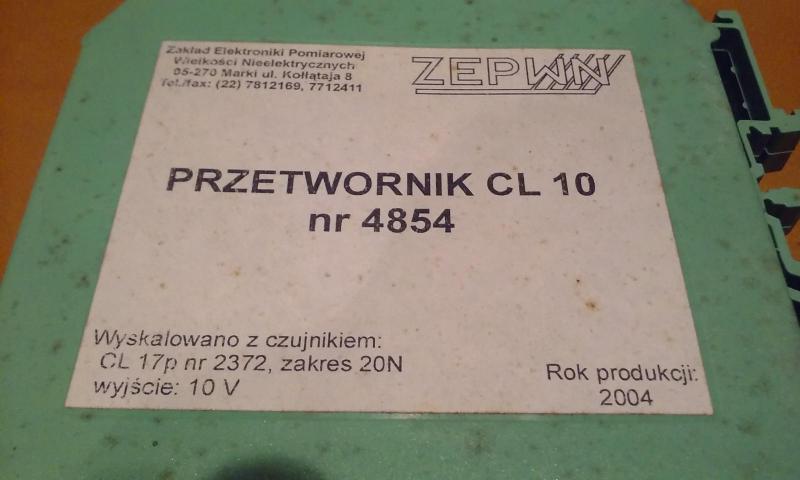 Zakład Elektroniki Pomiarowej
Wielkości Nieelektrycznych
05-270 Marki ul. Kołłątaja 8
Tel./fax: (22) 7812169, 7712411
ZEPWN
PRZETWORNIK CL 10
nr 4854
Wyskalowano z czujnikiem:
CL 17p nr 2372, zakres 20N
wyjście: 10 V
Rok produkcji:
2004